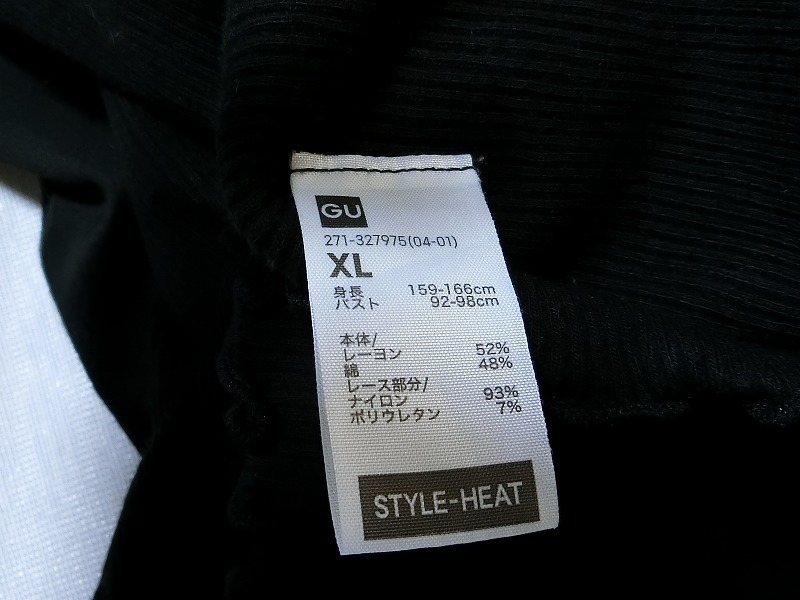 GU
271-327975(04-01)
XL
身長 159-166cm
バスト 92-98cm
本体/
レーヨン 52%
綿 48%
レース部分/
ナイロン 93%
ポリウレタン 7%
STYLE-HEAT